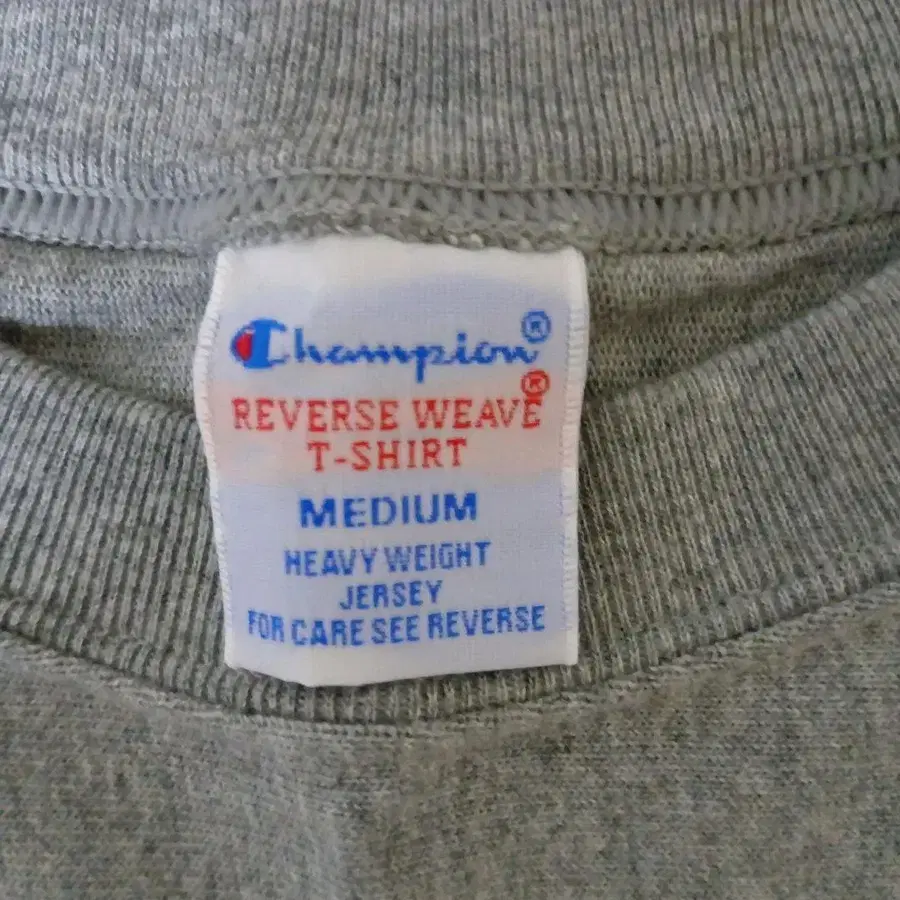 Champion®
REVERSE WEAVE®
T-SHIRT
MEDIUM
HEAVY WEIGHT
JERSEY
FOR CARE SEE REVERSE